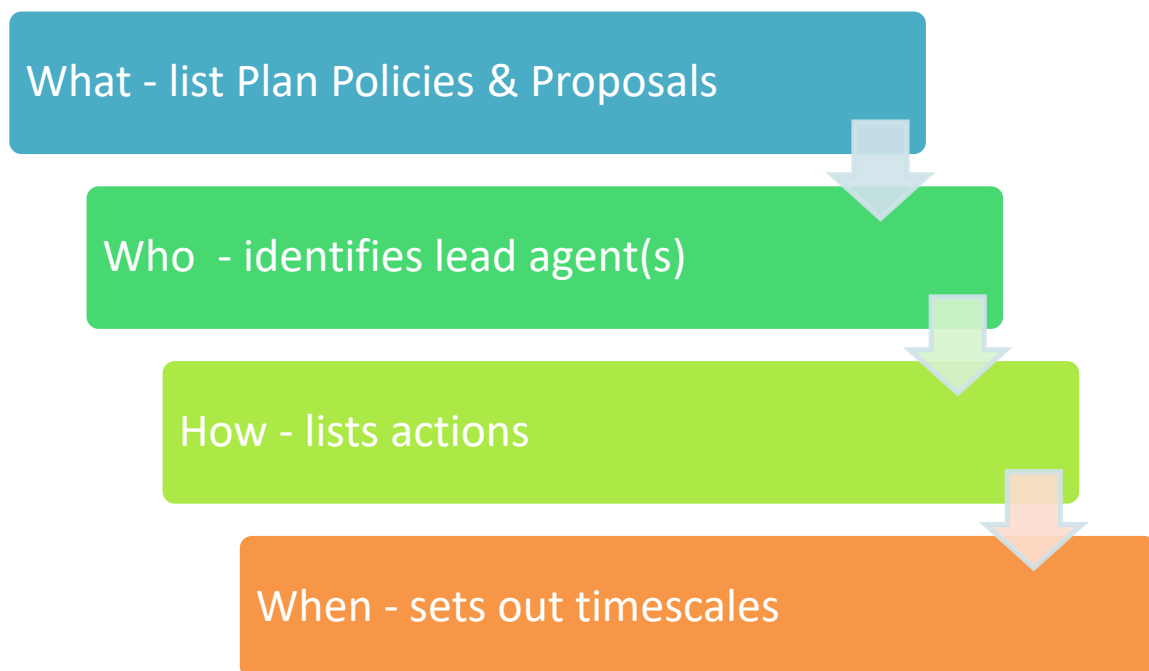 What - list Plan Policies & Proposals
Who - identifies lead agent(s)
How - lists actions
When - sets out timescales